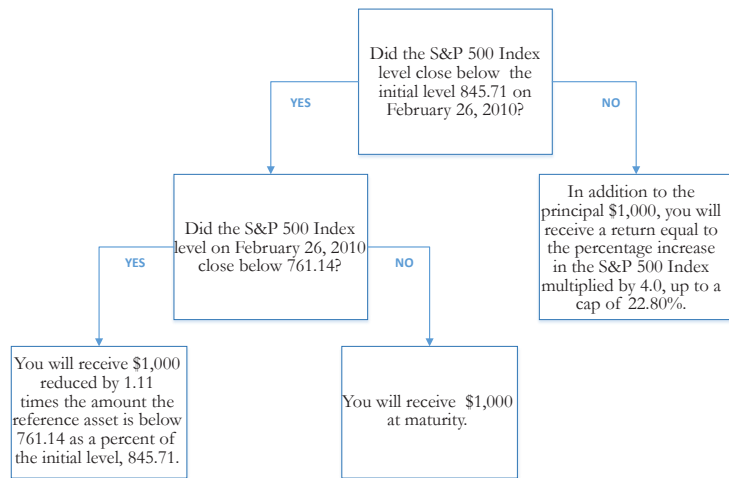 Did the S&P 500 Index
level close below the
initial level 845.71 on
February 26, 2010?
YES
NO
Did the S&P 500 Index
level on February 26, 2010
close below 761.14?
In addition to the
principal $1,000, you will
receive a return equal to
the percentage increase
in the S&P 500 Index
multiplied by 4.0, up to a
cap of 22.80%.
YES
NO
You will receive $1,000
reduced by 1.11
times the amount the
reference asset is below
761.14 as a percent of
the initial level, 845.71.
You will receive $1,000
at maturity.